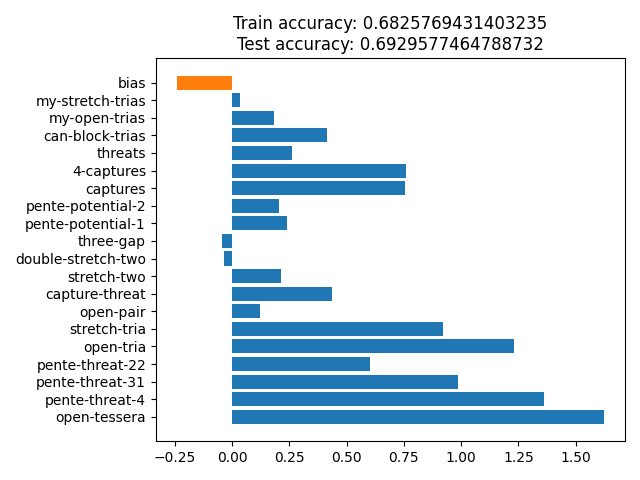 Train accuracy: 0.6825769431403235
Test accuracy: 0.6929577464788732
bias
my-stretch-trias
my-open-trias
can-block-trias
threats
4-captures
captures
pente-potential-2
pente-potential-1
three-gap
double-stretch-two
stretch-two
capture-threat
open-pair
stretch-tria
open-tria
pente-threat-22
pente-threat-31
pente-threat-4
open-tessera
−0.25 0.00 0.25 0.50 0.75 1.00 1.25 1.50